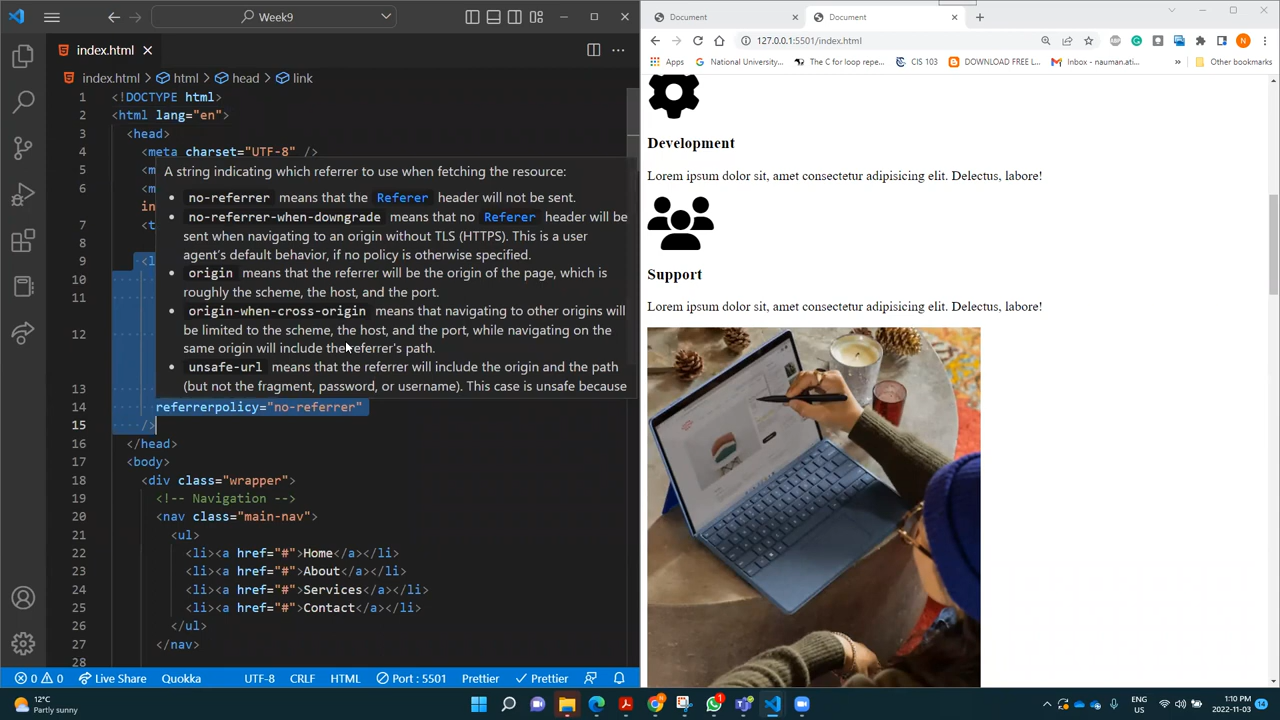 Week9
index.html
index.html html head link
1 <!DOCTYPE html>
2 <html lang="en">
3 <head>
4 <meta charset="UTF-8" />
5 <m
6 <m
in
7 <t
8
9 <l
10
11
12
13
14 referrerpolicy="no-referrer"
15 />
16 </head>
17 <body>
18 <div class="wrapper">
19 <!-- Navigation -->
20 <nav class="main-nav">
21 <ul>
22 <li><a href="#">Home</a></li>
23 <li><a href="#">About</a></li>
24 <li><a href="#">Services</a></li>
25 <li><a href="#">Contact</a></li>
26 </ul>
27 </nav>
28
A string indicating which referrer to use when fetching the resource:
• no-referrer means that the Referer header will not be sent.
• no-referrer-when-downgrade means that no Referer header will be
sent when navigating to an origin without TLS (HTTPS). This is a user
agent's default behavior, if no policy is otherwise specified.
• origin means that the referrer will be the origin of the page, which is
roughly the scheme, the host, and the port.
• origin-when-cross-origin means that navigating to other origins will
be limited to the scheme, the host, and the port, while navigating on the
same origin will include the referrer's path.
• unsafe-url means that the referrer will include the origin and the path
(but not the fragment, password, or username). This case is unsafe because
0 0 Live Share Quokka UTF-8 CRLF HTML Port : 5501 Prettier Prettier
Document Document
127.0.0.1:5501/index.html
N
Apps National University... The C for loop repe... CIS 103 DOWNLOAD FREE L... Inbox - nauman.ati... » Other bookmarks
Development
Lorem ipsum dolor sit, amet consectetur adipisicing elit. Delectus, labore!
Support
Lorem ipsum dolor sit, amet consectetur adipisicing elit. Delectus, labore!
12°C
Partly sunny
1
ENG
US
1:10 PM
2022-11-03
14